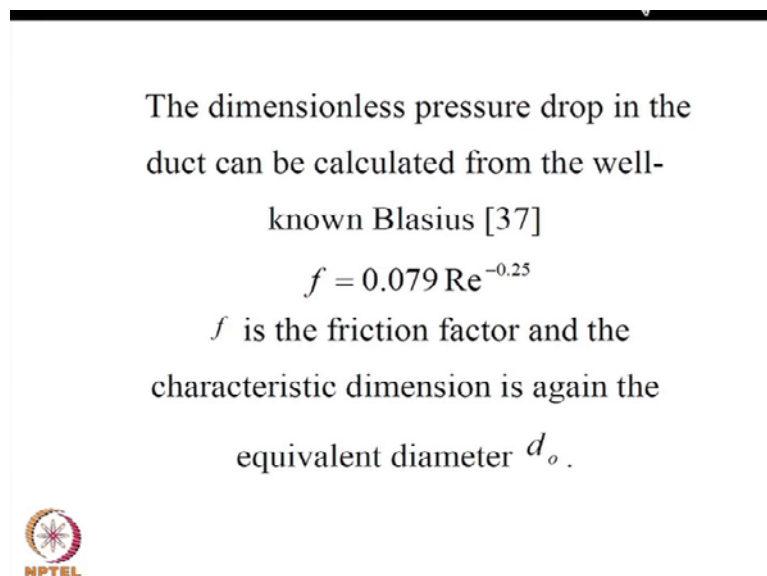 The dimensionless pressure drop in the
duct can be calculated from the well-
known Blasius [37]
f = 0.079 Re⁻⁰·²⁵
f is the friction factor and the
characteristic dimension is again the
equivalent diameter dₒ.
NPTEL